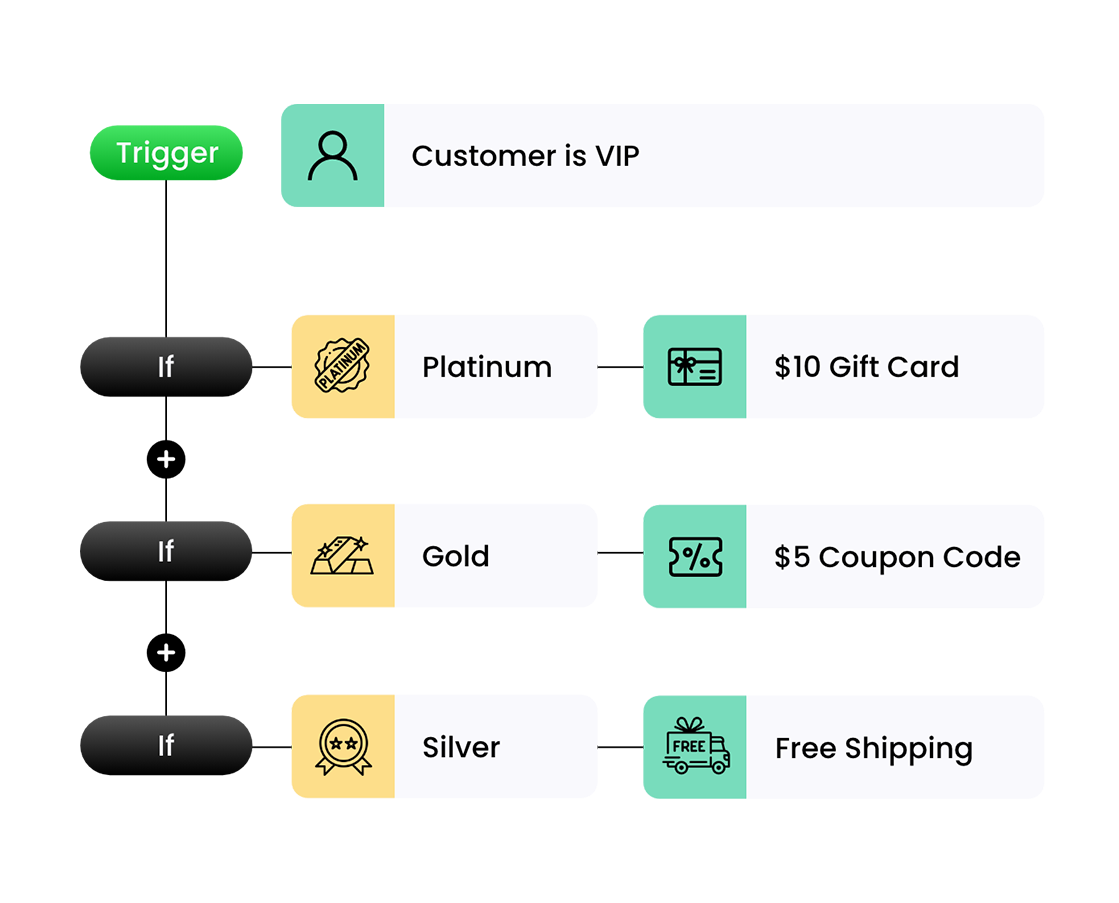 Trigger
Customer is VIP
If
PLATINUM
Platinum
$10 Gift Card
If
Gold
$5 Coupon Code
If
Silver
FREE
Free Shipping